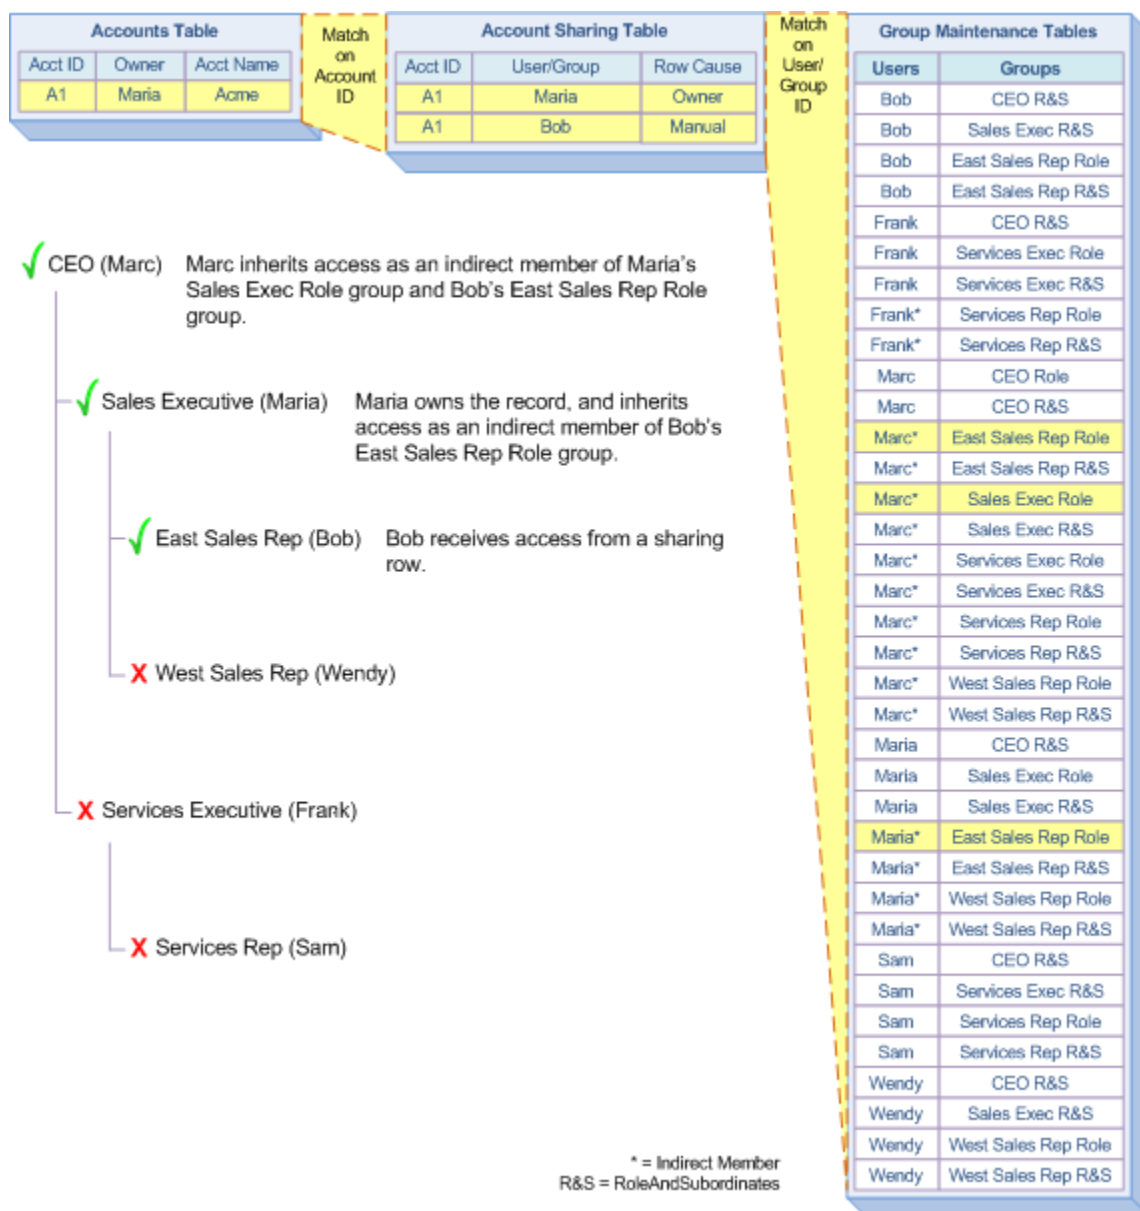 Accounts Table
Acct ID Owner Acct Name
A1 Maria Acme
Match
on
Account
ID
Account Sharing Table
Acct ID User/Group Row Cause
A1 Maria Owner
A1 Bob Manual
Match
on
User/
Group
ID
Group Maintenance Tables
Users Groups
Bob CEO R&S
Bob Sales Exec R&S
Bob East Sales Rep Role
Bob East Sales Rep R&S
Frank CEO R&S
Frank Services Exec Role
Frank Services Exec R&S
Frank* Services Rep Role
Frank* Services Rep R&S
Marc CEO Role
Marc CEO R&S
Marc* East Sales Rep Role
Marc* East Sales Rep R&S
Marc* Sales Exec Role
Marc* Sales Exec R&S
Marc* Services Exec Role
Marc* Services Exec R&S
Marc* Services Rep Role
Marc* Services Rep R&S
Marc* West Sales Rep Role
Marc* West Sales Rep R&S
Maria CEO R&S
Maria Sales Exec Role
Maria Sales Exec R&S
Maria* East Sales Rep Role
Maria* East Sales Rep R&S
Maria* West Sales Rep Role
Maria* West Sales Rep R&S
Sam CEO R&S
Sam Services Exec R&S
Sam Services Rep Role
Sam Services Rep R&S
Wendy CEO R&S
Wendy Sales Exec R&S
Wendy West Sales Rep Role
Wendy West Sales Rep R&S
CEO (Marc)
Marc inherits access as an indirect member of Maria's
Sales Exec Role group and Bob's East Sales Rep Role
group.
Sales Executive (Maria)
Maria owns the record, and inherits
access as an indirect member of Bob's
East Sales Rep Role group.
East Sales Rep (Bob)
Bob receives access from a sharing
row.
X West Sales Rep (Wendy)
X Services Executive (Frank)
X Services Rep (Sam)
* = Indirect Member
R&S = RoleAndSubordinates